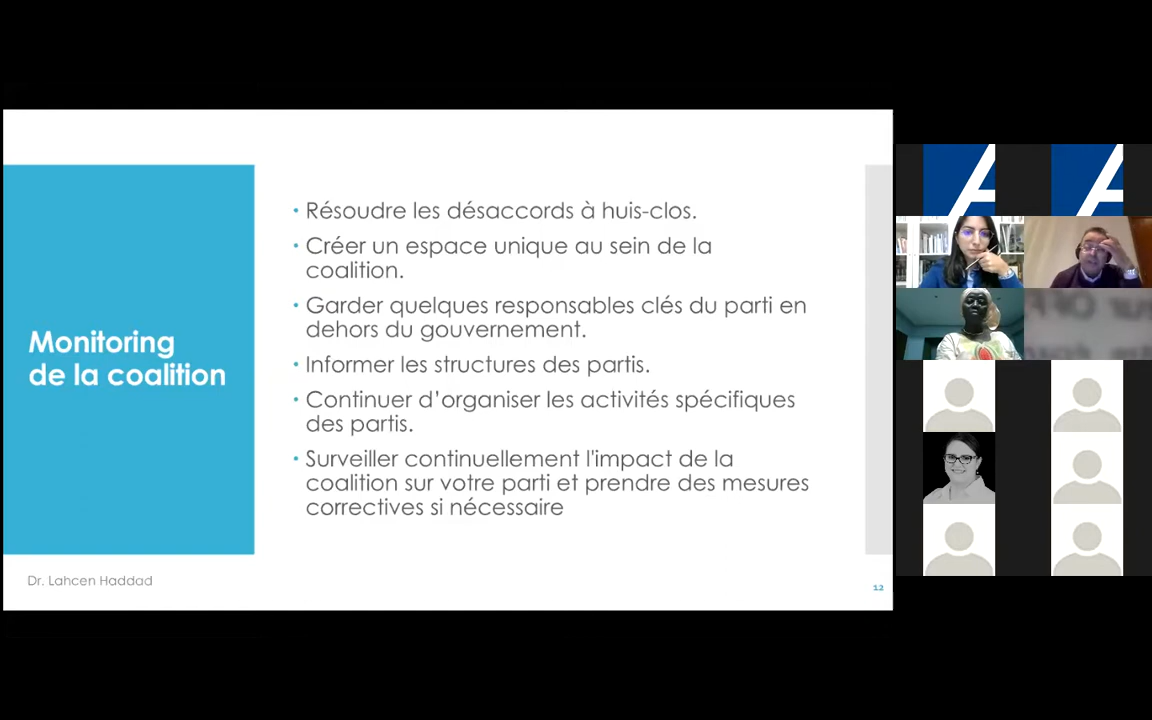 Monitoring
de la coalition
• Résoudre les désaccords à huis-clos.
• Créer un espace unique au sein de la
coalition.
• Garder quelques responsables clés du parti en
dehors du gouvernement.
• Informer les structures des partis.
• Continuer d’organiser les activités spécifiques
des partis.
• Surveiller continuellement l'impact de la
coalition sur votre parti et prendre des mesures
correctives si nécessaire
Dr. Lahcen Haddad
12